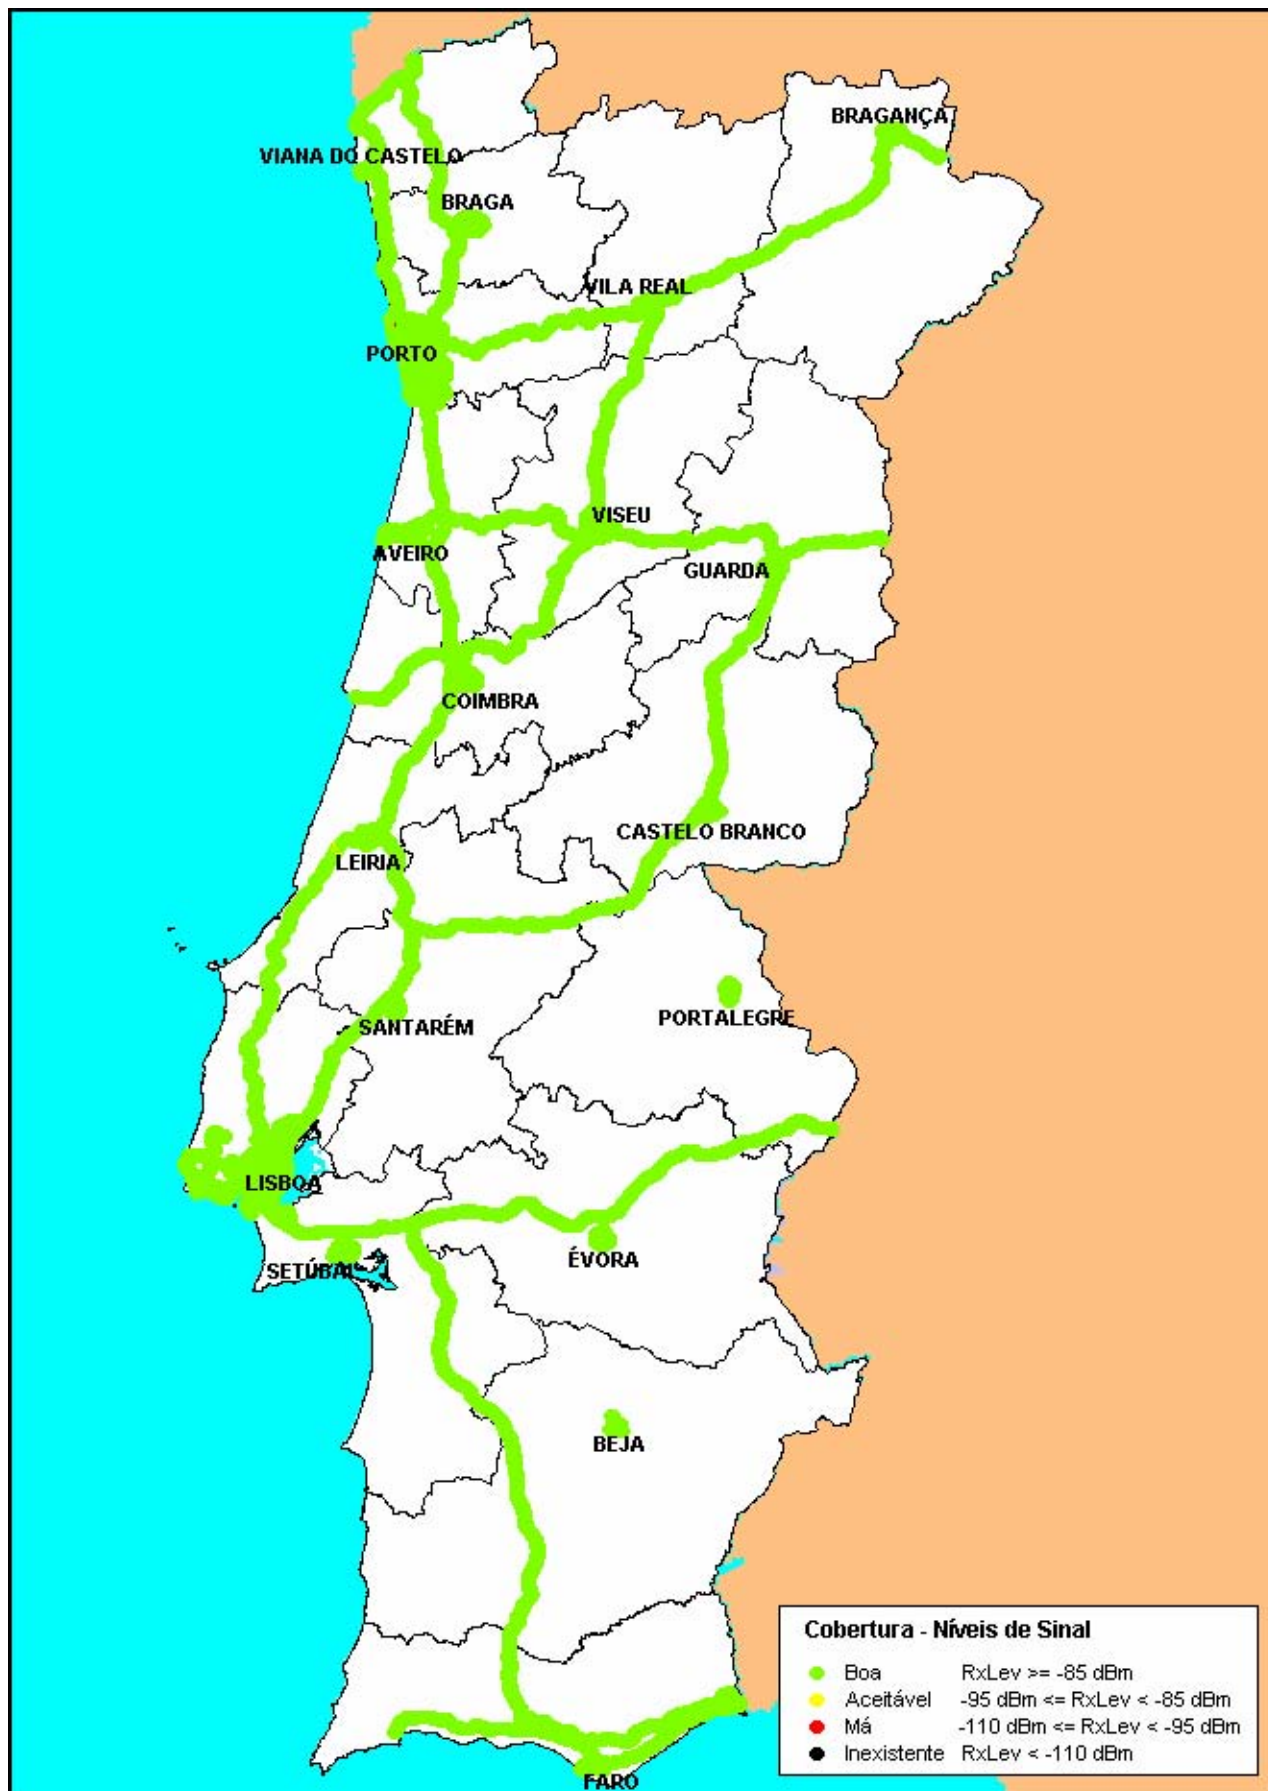 BRAGANÇA
VIANA DO CASTELO
BRAGA
VILA REAL
PORTO
VISEU
AVEIRO
GUARDA
COIMBRA
CASTELO BRANCO
LEIRIA
PORTALEGRE
SANTARÉM
LISBOA
ÉVORA
SETÚBAL
BEJA
FARO
Cobertura - Níveis de Sinal
Boa RxLev >= -85 dBm
Aceitável -95 dBm <= RxLev < -85 dBm
Má -110 dBm <= RxLev < -95 dBm
Inexistente RxLev < -110 dBm